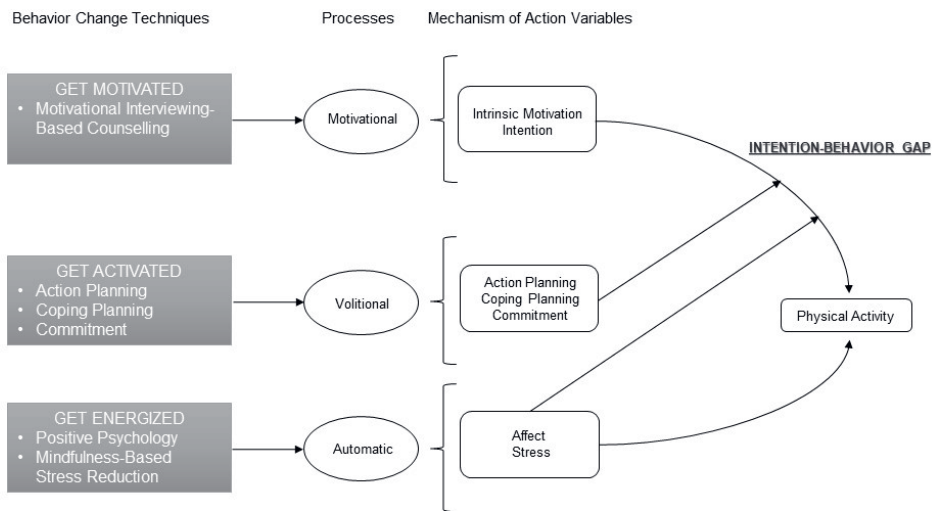 Behavior Change Techniques
Processes
Mechanism of Action Variables
GET MOTIVATED
• Motivational Interviewing-
Based Counselling
Motivational
Intrinsic Motivation
Intention
INTENTION-BEHAVIOR GAP
GET ACTIVATED
• Action Planning
• Coping Planning
• Commitment
Volitional
Action Planning
Coping Planning
Commitment
Physical Activity
GET ENERGIZED
• Positive Psychology
• Mindfulness-Based
Stress Reduction
Automatic
Affect
Stress